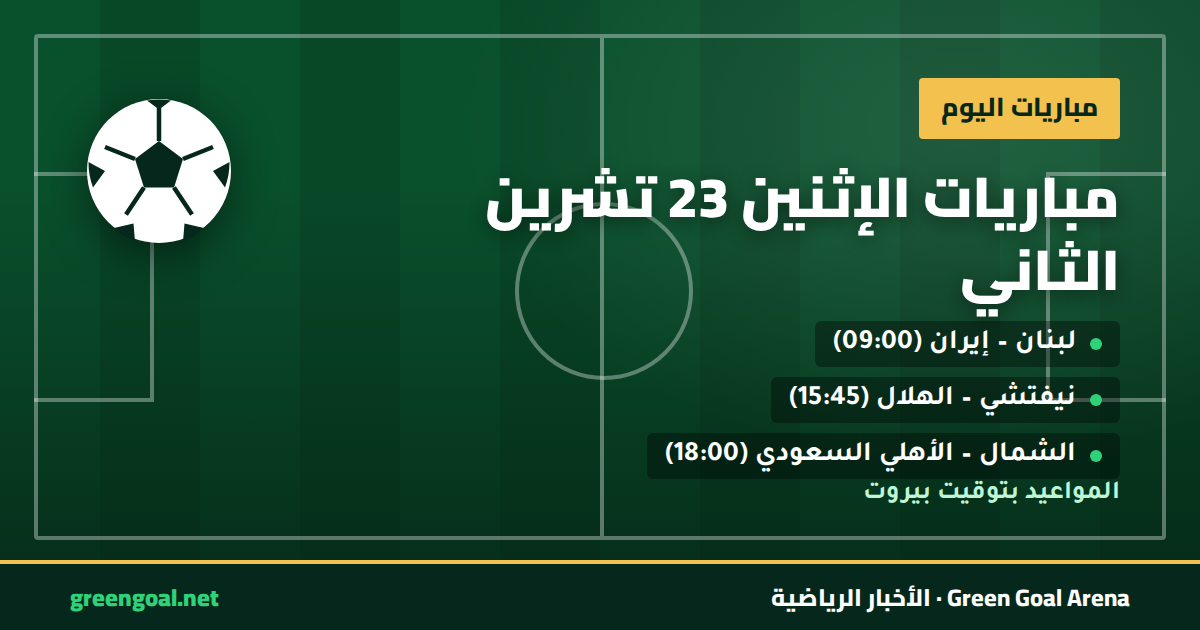 مباريات اليوم
مباريات الإثنين 23 تشرين
الثاني
لبنان - إيران (09:00)
نيفتشي - الهلال (15:45)
الشمال - الأهلي السعودي (18:00)
المواعيد بتوقيت بيروت
Green Goal Arena · الأخبار الرياضية
greengoal.net